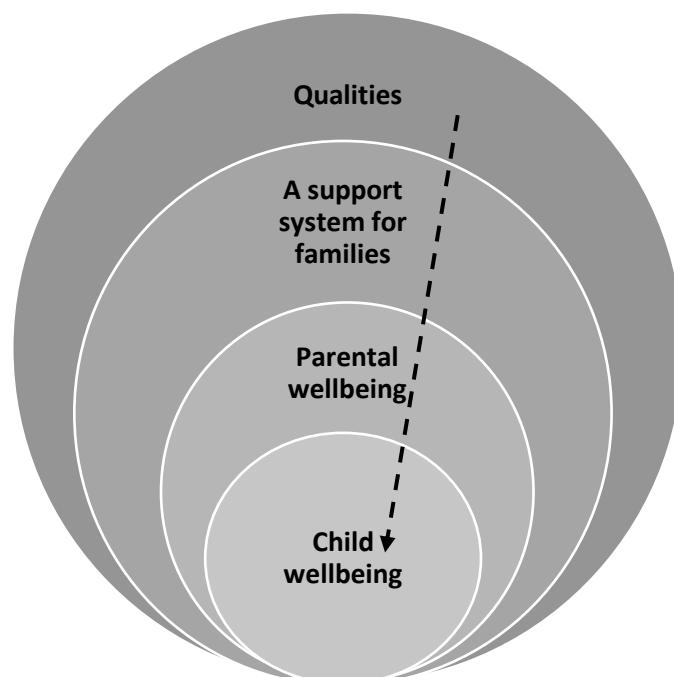 Qualities
A support
system for
families
Parental
wellbeing
Child
wellbeing